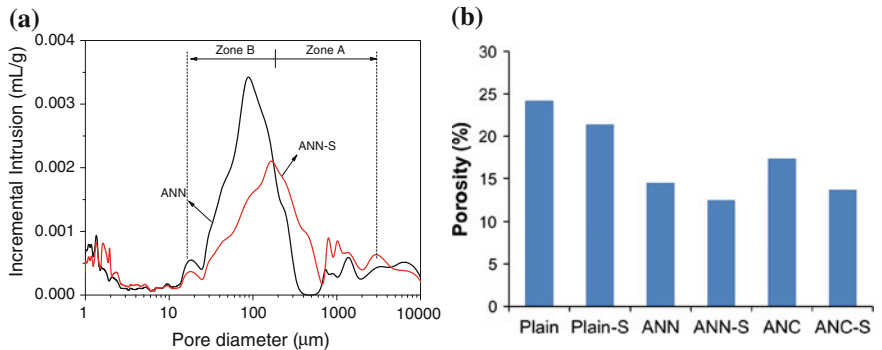 (a)
Incremental Intrusion (mL/g)
0.004
0.003
0.002
0.001
0.000
Zone B
Zone A
ANN
ANN-S
1
10
100
1000
10000
Pore diameter (μm)
(b)
Porosity (%)
30
25
20
15
10
5
0
Plain
Plain-S
ANN
ANN-S
ANC
ANC-S